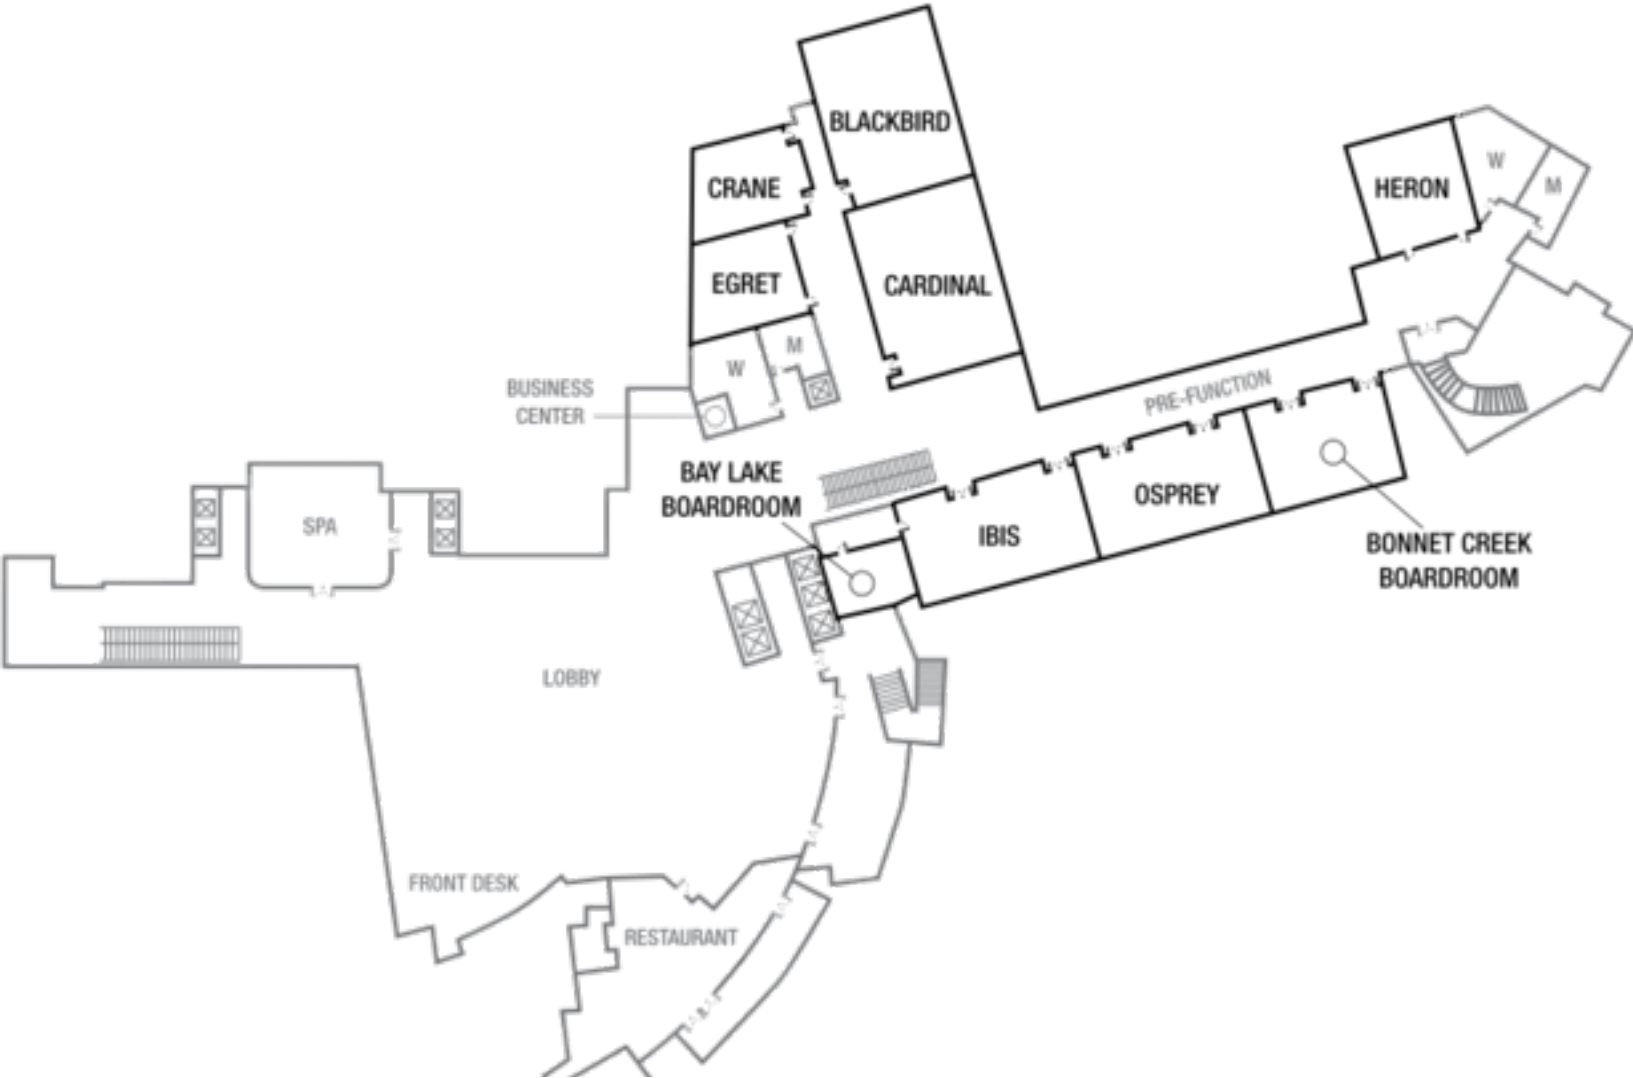 BLACKBIRD
CRANE
HERON
W
M
EGRET
CARDINAL
M
W
BUSINESS
CENTER
PRE-FUNCTION
BAY LAKE
BOARDROOM
OSPREY
IBIS
SPA
BONNET CREEK
BOARDROOM
LOBBY
FRONT DESK
RESTAURANT